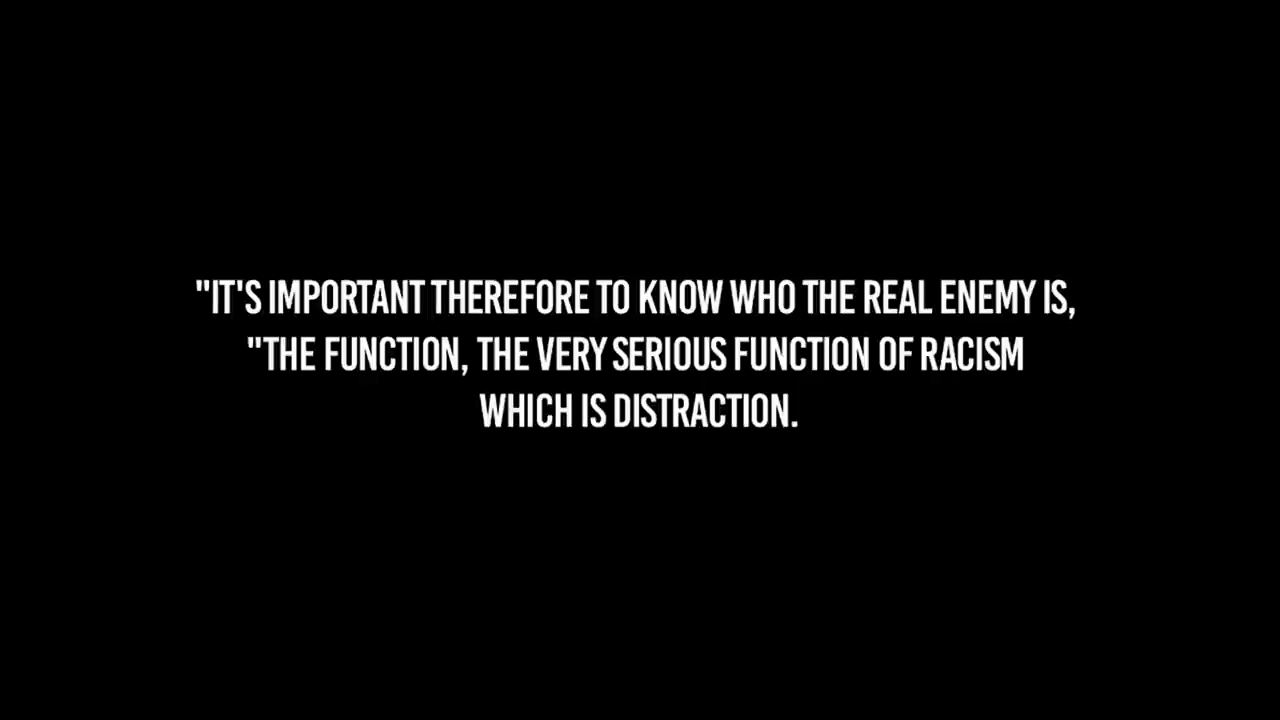 "IT'S IMPORTANT THEREFORE TO KNOW WHO THE REAL ENEMY IS,
"THE FUNCTION, THE VERY SERIOUS FUNCTION OF RACISM
WHICH IS DISTRACTION.